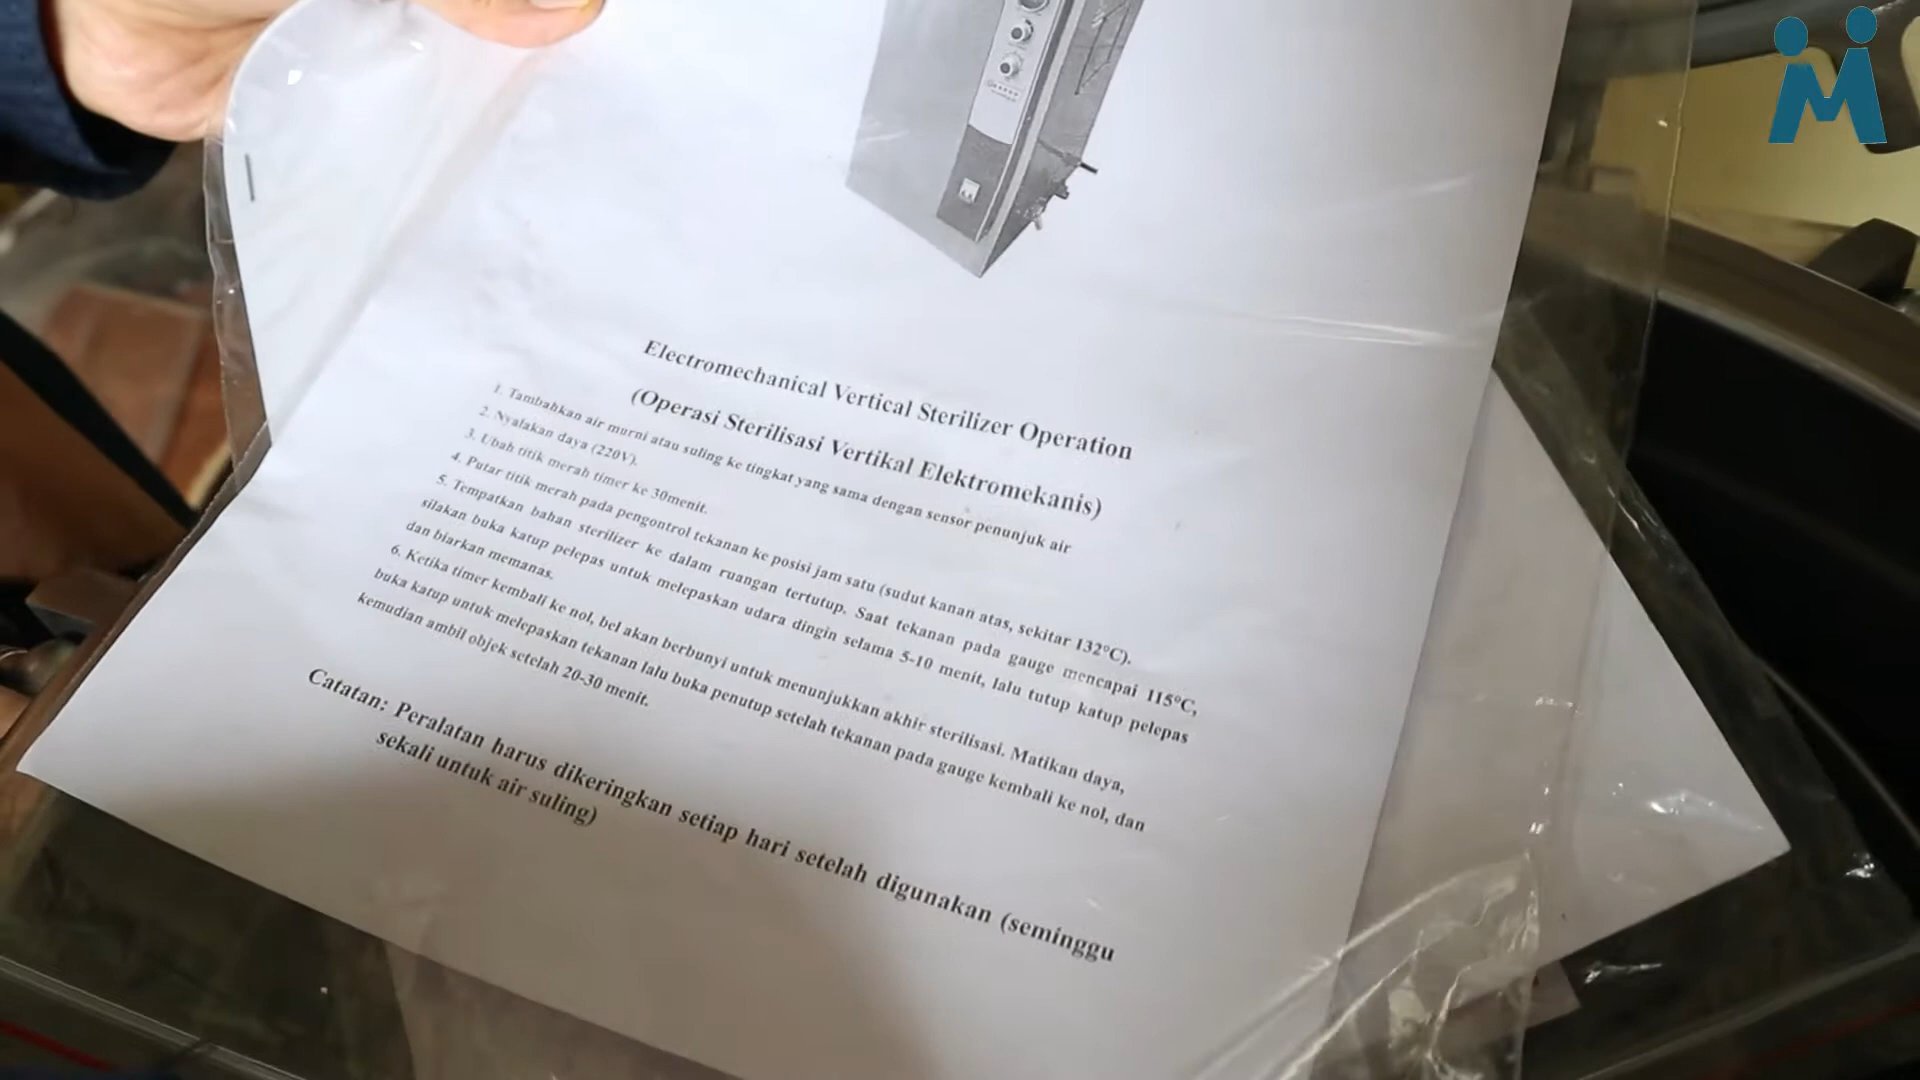 Electromechanical Vertical Sterilizer Operation
(Operasi Sterilisasi Vertikal Elektromekanis)
1. Tambahkan air murni atau suling ke tingkat yang sama dengan sensor penunjuk air
2. Nyalakan daya (220V).
3. Ubah titik merah timer ke 30menit.
4. Putar titik merah pada pengontrol tekanan ke posisi jam satu (sudut kanan atas, sekitar 132°C).
5. Tempatkan bahan sterilizer ke dalam ruangan tertutup. Saat tekanan pada gauge mencapai 115°C,
silakan buka katup pelepas untuk melepaskan udara dingin selama 5-10 menit, lalu tutup katup pelepas
dan biarkan memanas.
6. Ketika timer kembali ke nol, bel akan berbunyi untuk menunjukkan akhir sterilisasi. Matikan daya,
buka katup untuk melepaskan tekanan lalu buka penutup setelah tekanan pada gauge kembali ke nol, dan
kemudian ambil objek setelah 20-30 menit.
Catatan: Peralatan harus dikeringkan setiap hari setelah digunakan (seminggu
sekali untuk air suling)